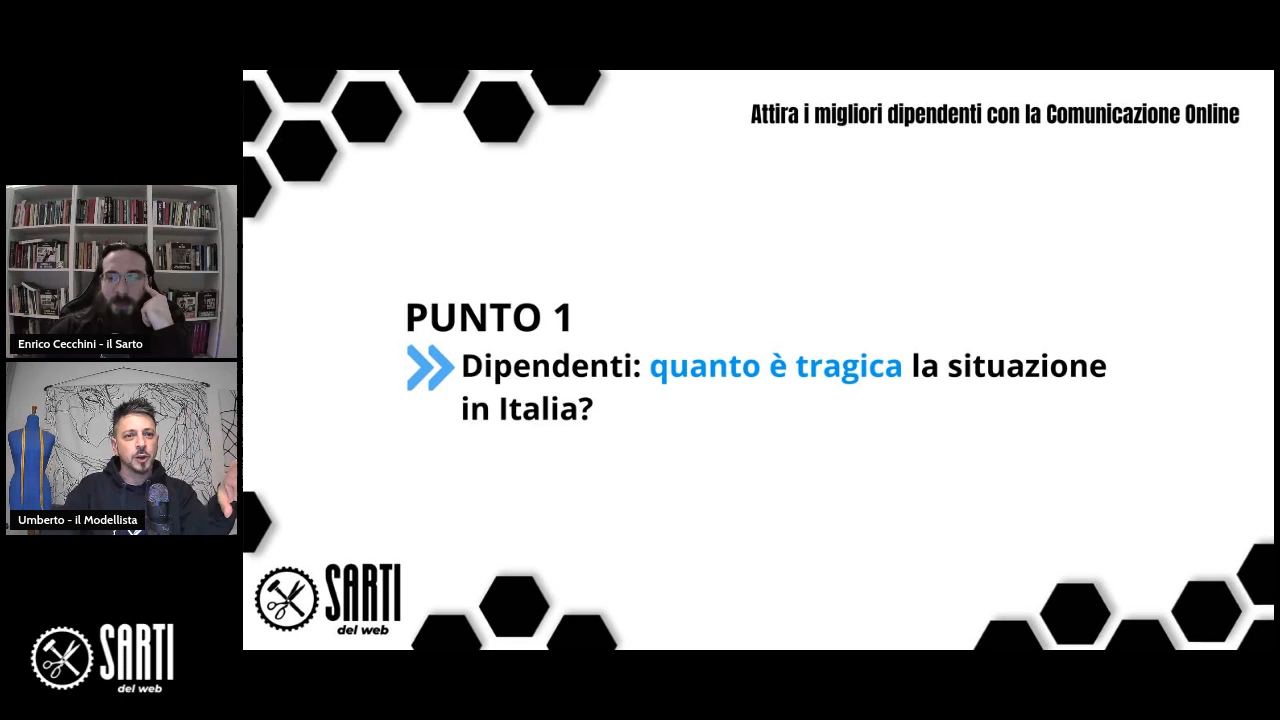 Attira i migliori dipendenti con la Comunicazione Online
PUNTO 1
Dipendenti: quanto è tragica la situazione
in Italia?
Enrico Cecchini - il Sarto
Umberto - il Modellista
SARTI
del web
SARTI
del web